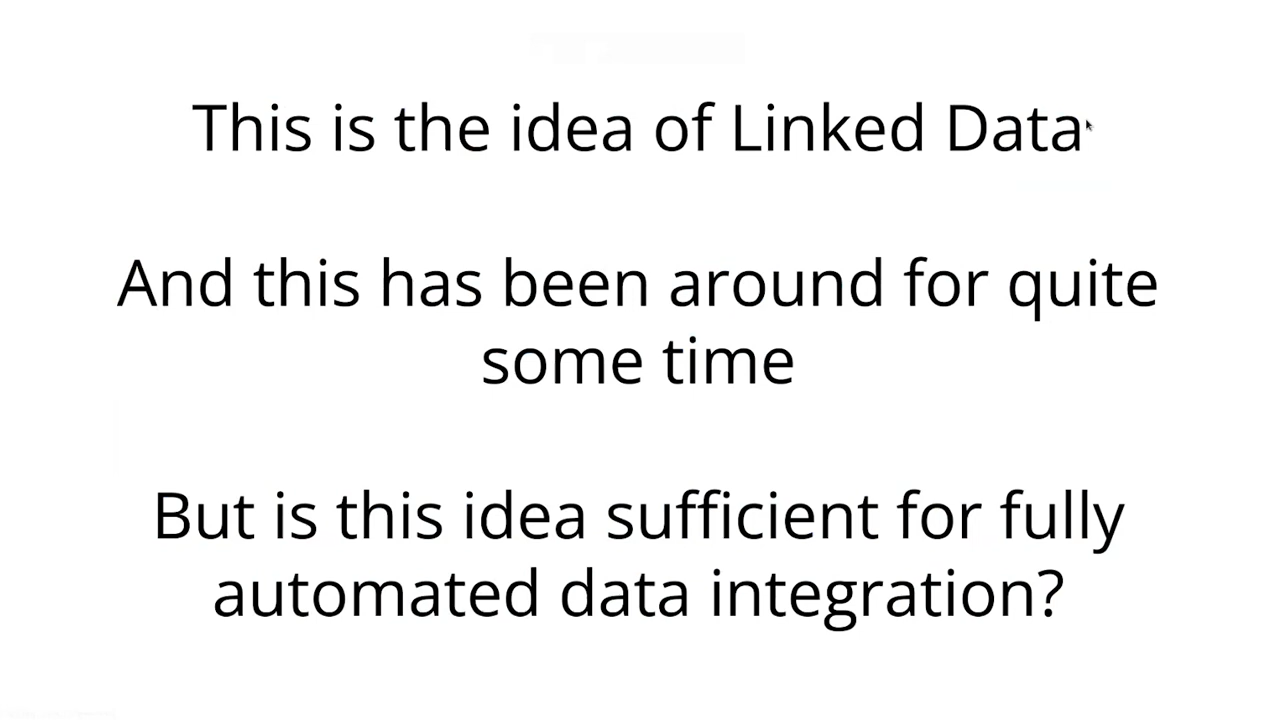 This is the idea of Linked Data
And this has been around for quite
some time
But is this idea sufficient for fully
automated data integration?